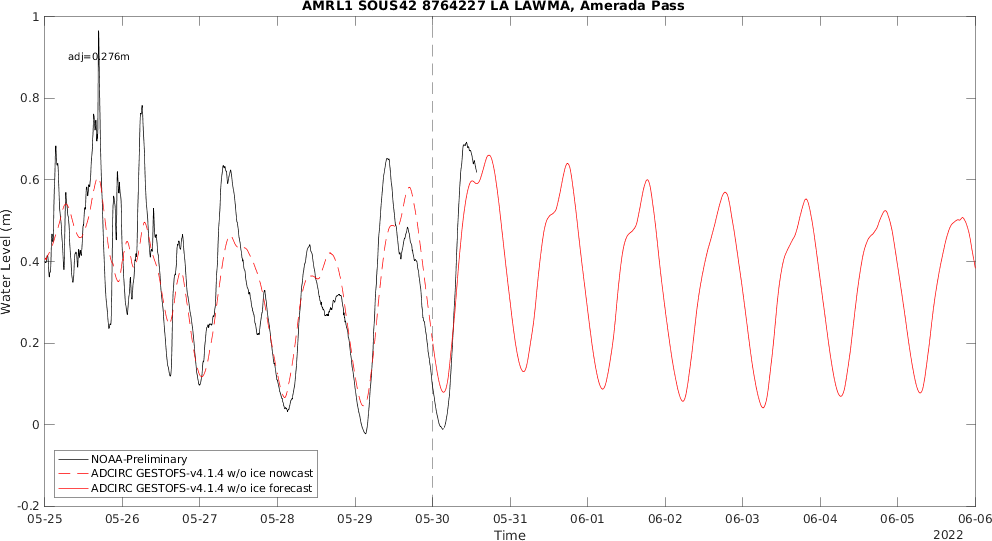 AMRL1 SOUS42 8764227 LA LAWMA, Amerada Pass
adj=0.276m
1
0.8
0.6
0.4
0.2
0
-0.2
Water Level (m)
NOAA-Preliminary
ADCIRC GESTOFS-v4.1.4 w/o ice nowcast
ADCIRC GESTOFS-v4.1.4 w/o ice forecast
05-25 05-26 05-27 05-28 05-29 05-30 05-31 06-01 06-02 06-03 06-04 06-05 06-06
Time
2022